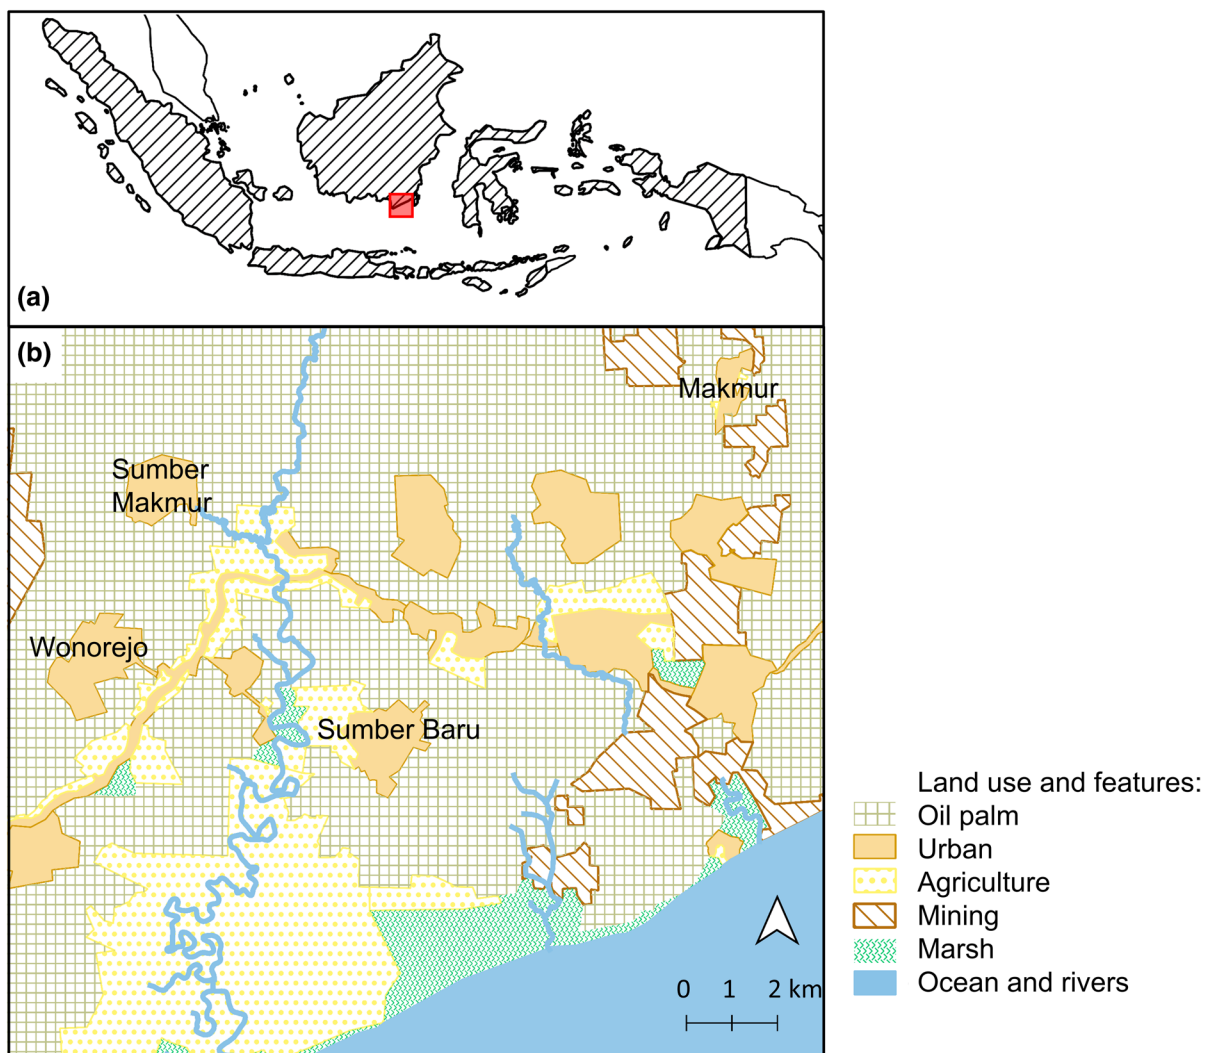 (a)
(b)
Makmur
Sumber
Makmur
Wonorejo
Sumber Baru
Land use and features:
Oil palm
Urban
Agriculture
Mining
Marsh
Ocean and rivers
0 1 2 km